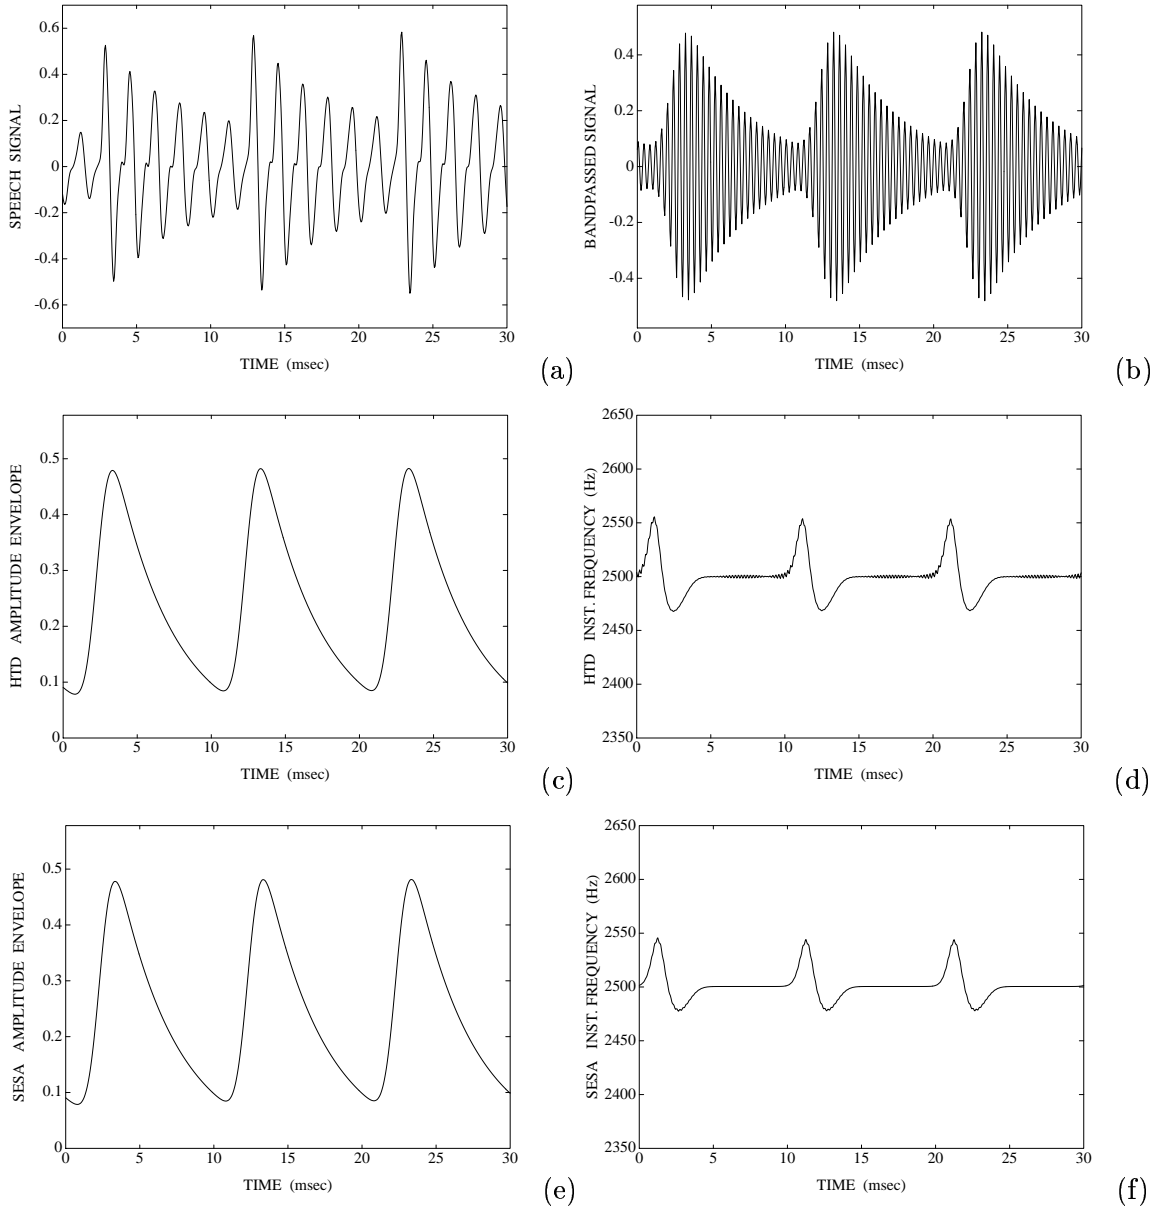 0.6
0.4
0.2
0
-0.2
-0.4
-0.6
SPEECH SIGNAL
0 5 10 15 20 25 30
TIME (msec)
(a)
0.4
0.2
0
-0.2
-0.4
BANDPASSED SIGNAL
0 5 10 15 20 25 30
TIME (msec)
(b)
0.5
0.4
0.3
0.2
0.1
0
HTD AMPLITUDE ENVELOPE
0 5 10 15 20 25 30
TIME (msec)
(c)
2650
2600
2550
2500
2450
2400
2350
HTD INST. FREQUENCY (Hz)
0 5 10 15 20 25 30
TIME (msec)
(d)
0.5
0.4
0.3
0.2
0.1
0
SESA AMPLITUDE ENVELOPE
0 5 10 15 20 25 30
TIME (msec)
(e)
2650
2600
2550
2500
2450
2400
2350
SESA INST. FREQUENCY (Hz)
0 5 10 15 20 25 30
TIME (msec)
(f)